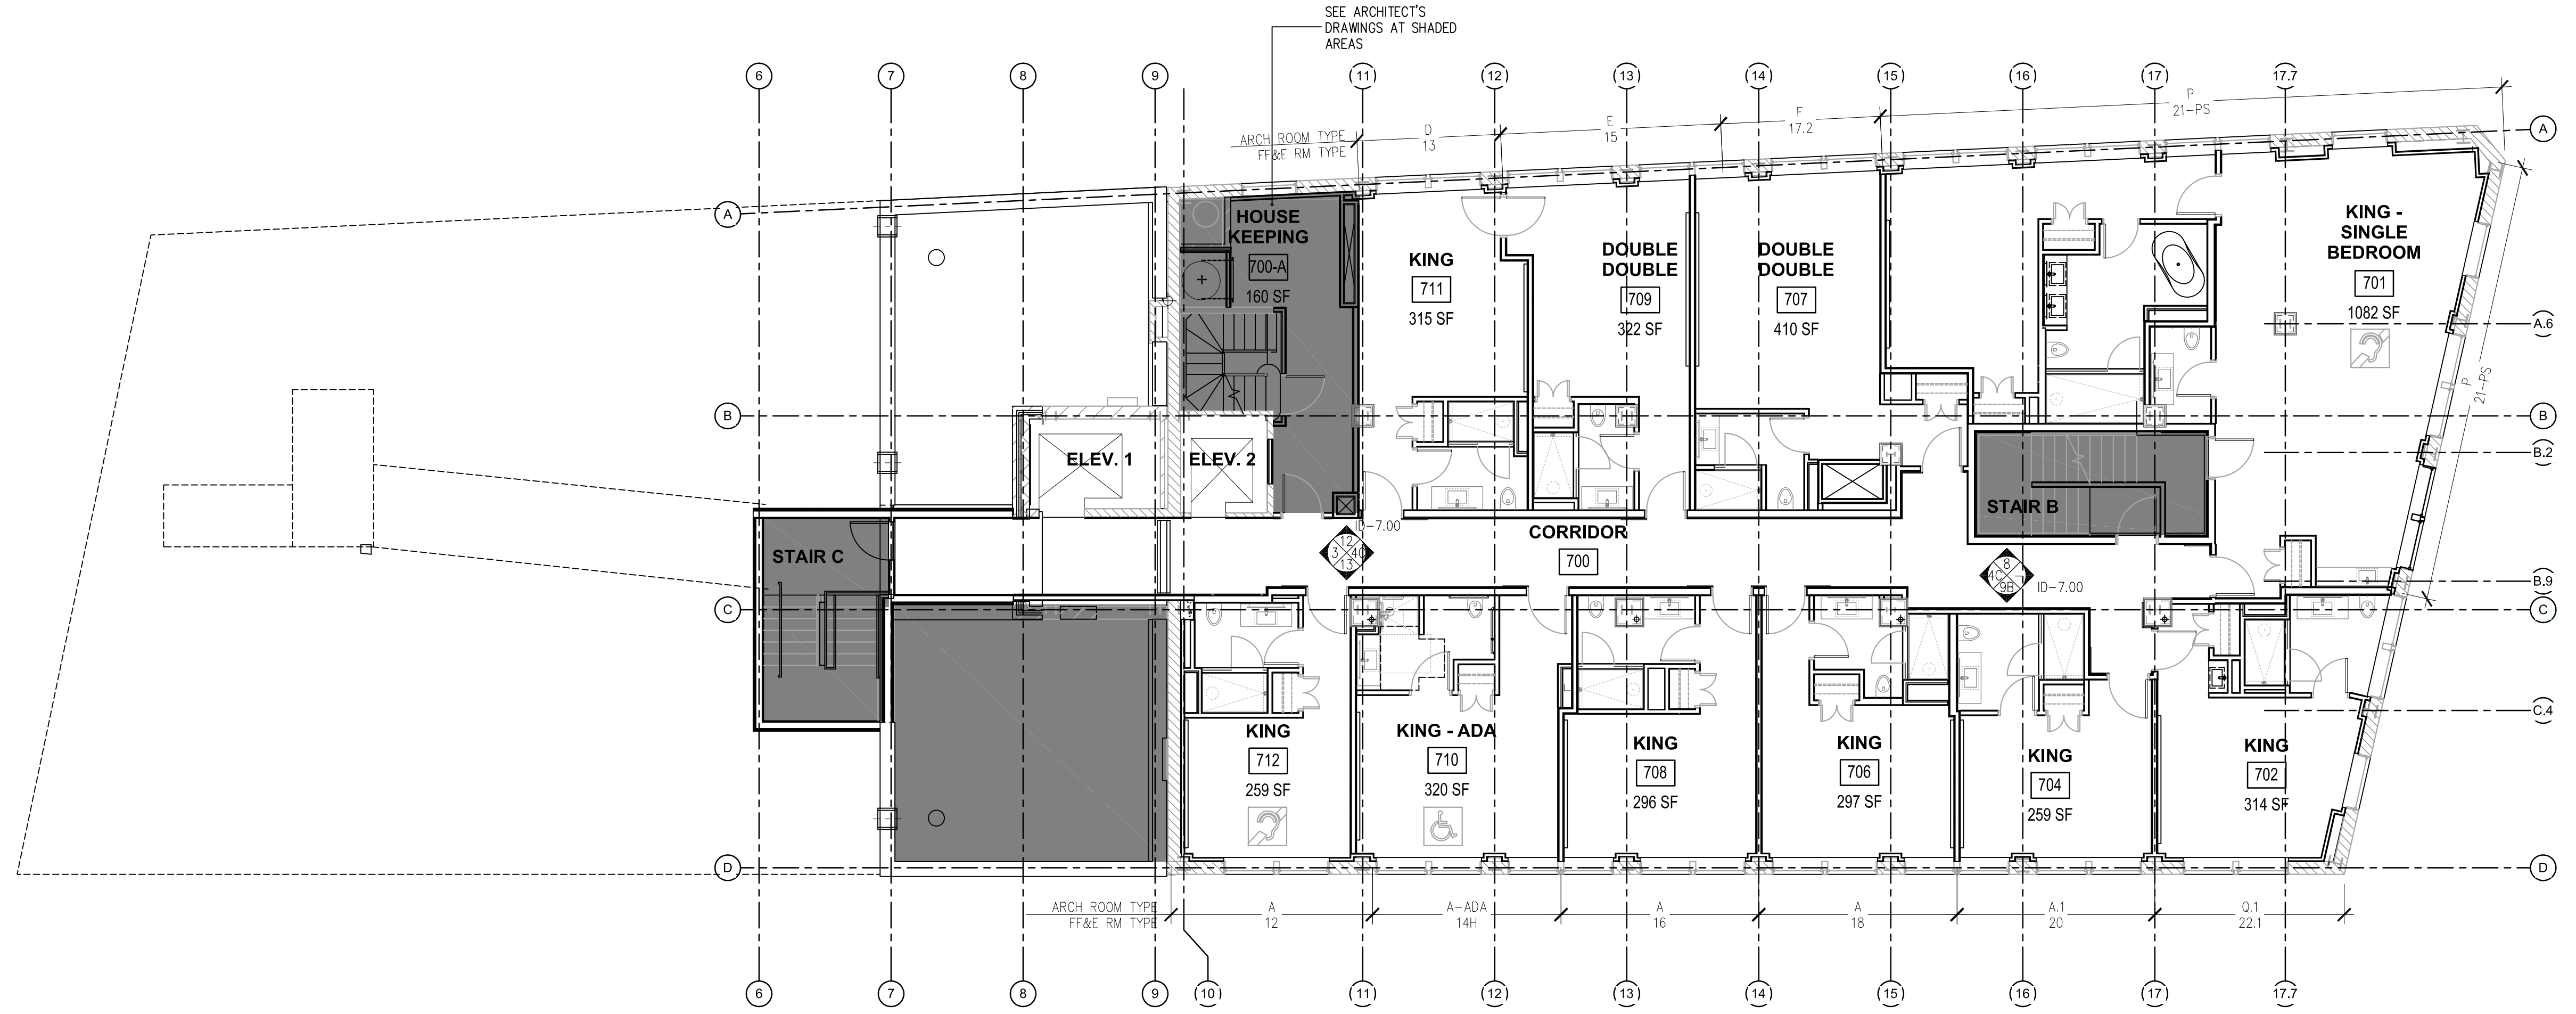 SEE ARCHITECT'S
DRAWINGS AT SHADED
AREAS
6
7
8
9
11
12
13
14
15
16
17
17.7
P
21-PS
F
17.2
E
15
D
13
ARCH ROOM TYPE
FF&E RM TYPE
A
A
HOUSE
KEEPING
700-A
160 SF
KING
711
315 SF
DOUBLE
DOUBLE
709
322 SF
DOUBLE
DOUBLE
707
410 SF
KING -
SINGLE
BEDROOM
701
1082 SF
A.6
P
21-PS
B
B
ELEV. 1
ELEV. 2
B.2
STAIR B
STAIR C
ID-7.00
12
3
4C
13
CORRIDOR
700
8
4C
9B
ID-7.00
B.9
C
C
C.4
KING
712
259 SF
KING - ADA
710
320 SF
KING
708
296 SF
KING
706
297 SF
KING
704
259 SF
KING
702
314 SF
D
D
ARCH ROOM TYPE
FF&E RM TYPE
A
12
A-ADA
14H
A
16
A
18
A.1
20
Q.1
22.1
6
7
8
9
10
11
12
13
14
15
16
17
17.7